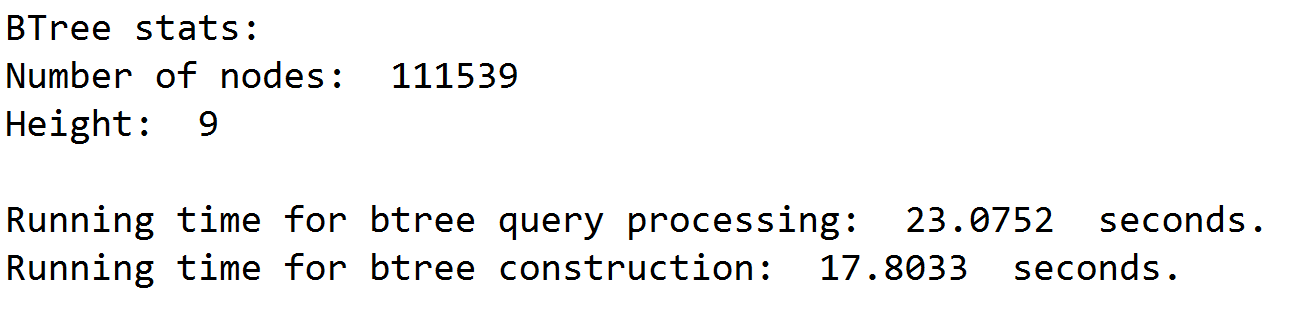 BTree stats:
Number of nodes:  111539
Height:  9
Running time for btree query processing:  23.0752  seconds.
Running time for btree construction:  17.8033  seconds.